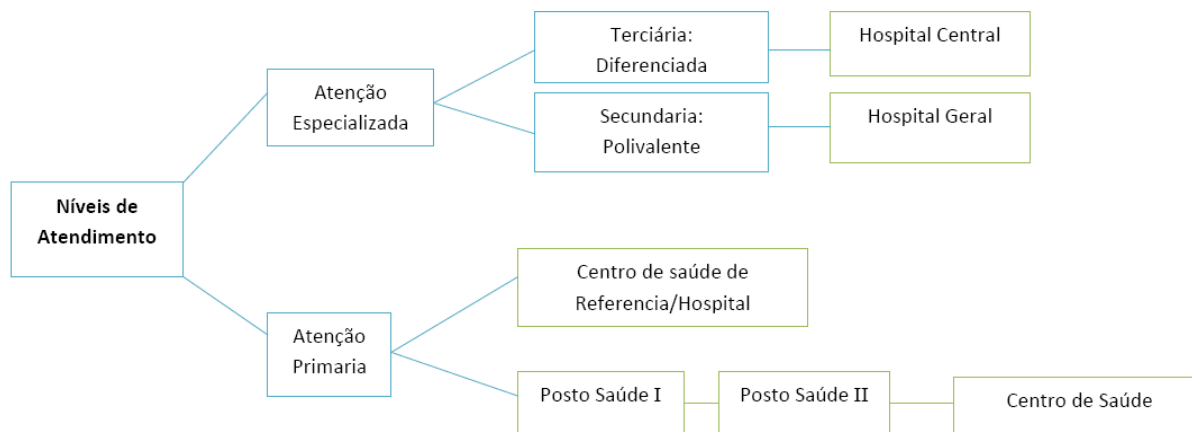 Níveis de
Atendimento
Atenção
Especializada
Terciária:
Diferenciada
Hospital Central
Secundaria:
Polivalente
Hospital Geral
Atenção
Primaria
Centro de saúde de
Referencia/Hospital
Posto Saúde I
Posto Saúde II
Centro de Saúde